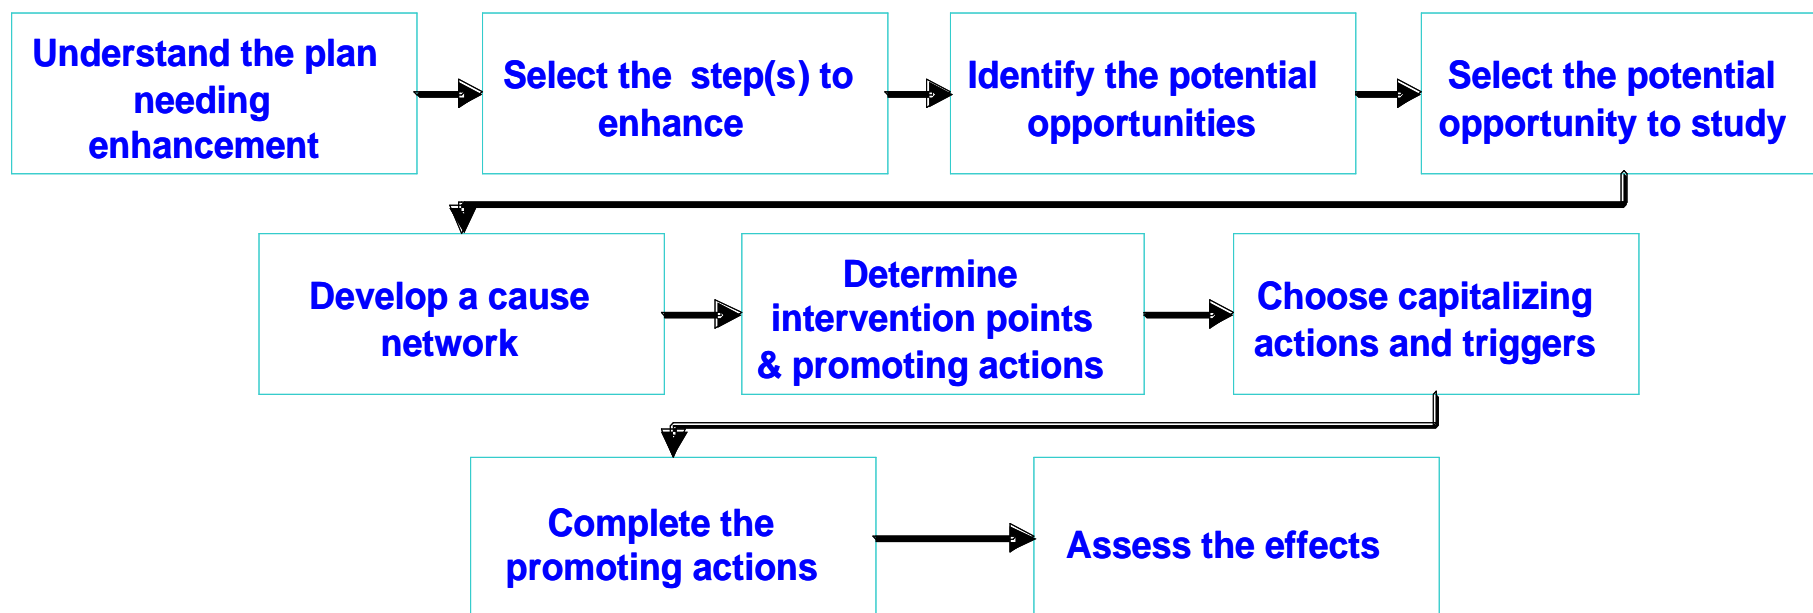 Understand the plan
needing
enhancement
Select the  step(s) to
enhance
Identify the potential
opportunities
Select the potential
opportunity to study
Develop a cause
network
Determine
intervention points
& promoting actions
Choose capitalizing
actions and triggers
Complete the
promoting actions
Assess the effects